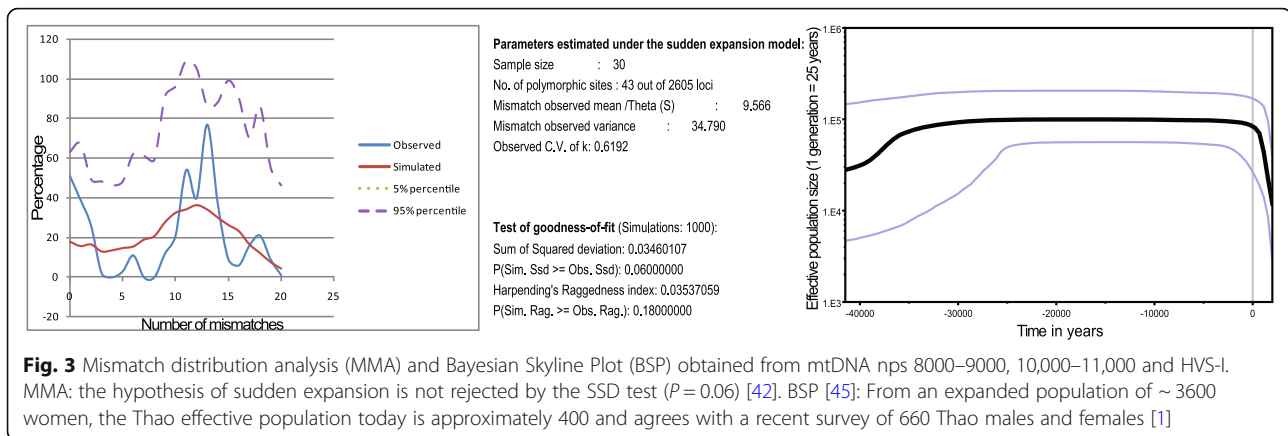 120
100
80
60
40
20
0
-20
0 5 10 15 20 25
Percentage
Number of mismatches
Observed
Simulated
5% percentile
95% percentile
Parameters estimated under the sudden expansion model:
Sample size : 30
No. of polymorphic sites : 43 out of 2605 loci
Mismatch observed mean /Theta (S) : 9,566
Mismatch observed variance : 34.790
Observed C.V. of k: 0.6192
Test of goodness-of-fit (Simulations: 1000):
Sum of Squared deviation: 0.03460107
P(Sim. Ssd >= Obs. Ssd): 0.06000000
Harpending's Raggedness index: 0.03537059
P(Sim. Rag. >= Obs. Rag.): 0.18000000
Effective population size (1 generation = 25 years)
1.E6
1.E5
1.E4
1.E3
-40000 -30000 -20000 -10000 0
Time in years
Fig. 3 Mismatch distribution analysis (MMA) and Bayesian Skyline Plot (BSP) obtained from mtDNA nps 8000–9000, 10,000–11,000 and HVS-I.
MMA: the hypothesis of sudden expansion is not rejected by the SSD test (P = 0.06) [42]. BSP [45]: From an expanded population of ~ 3600
women, the Thao effective population today is approximately 400 and agrees with a recent survey of 660 Thao males and females [1]